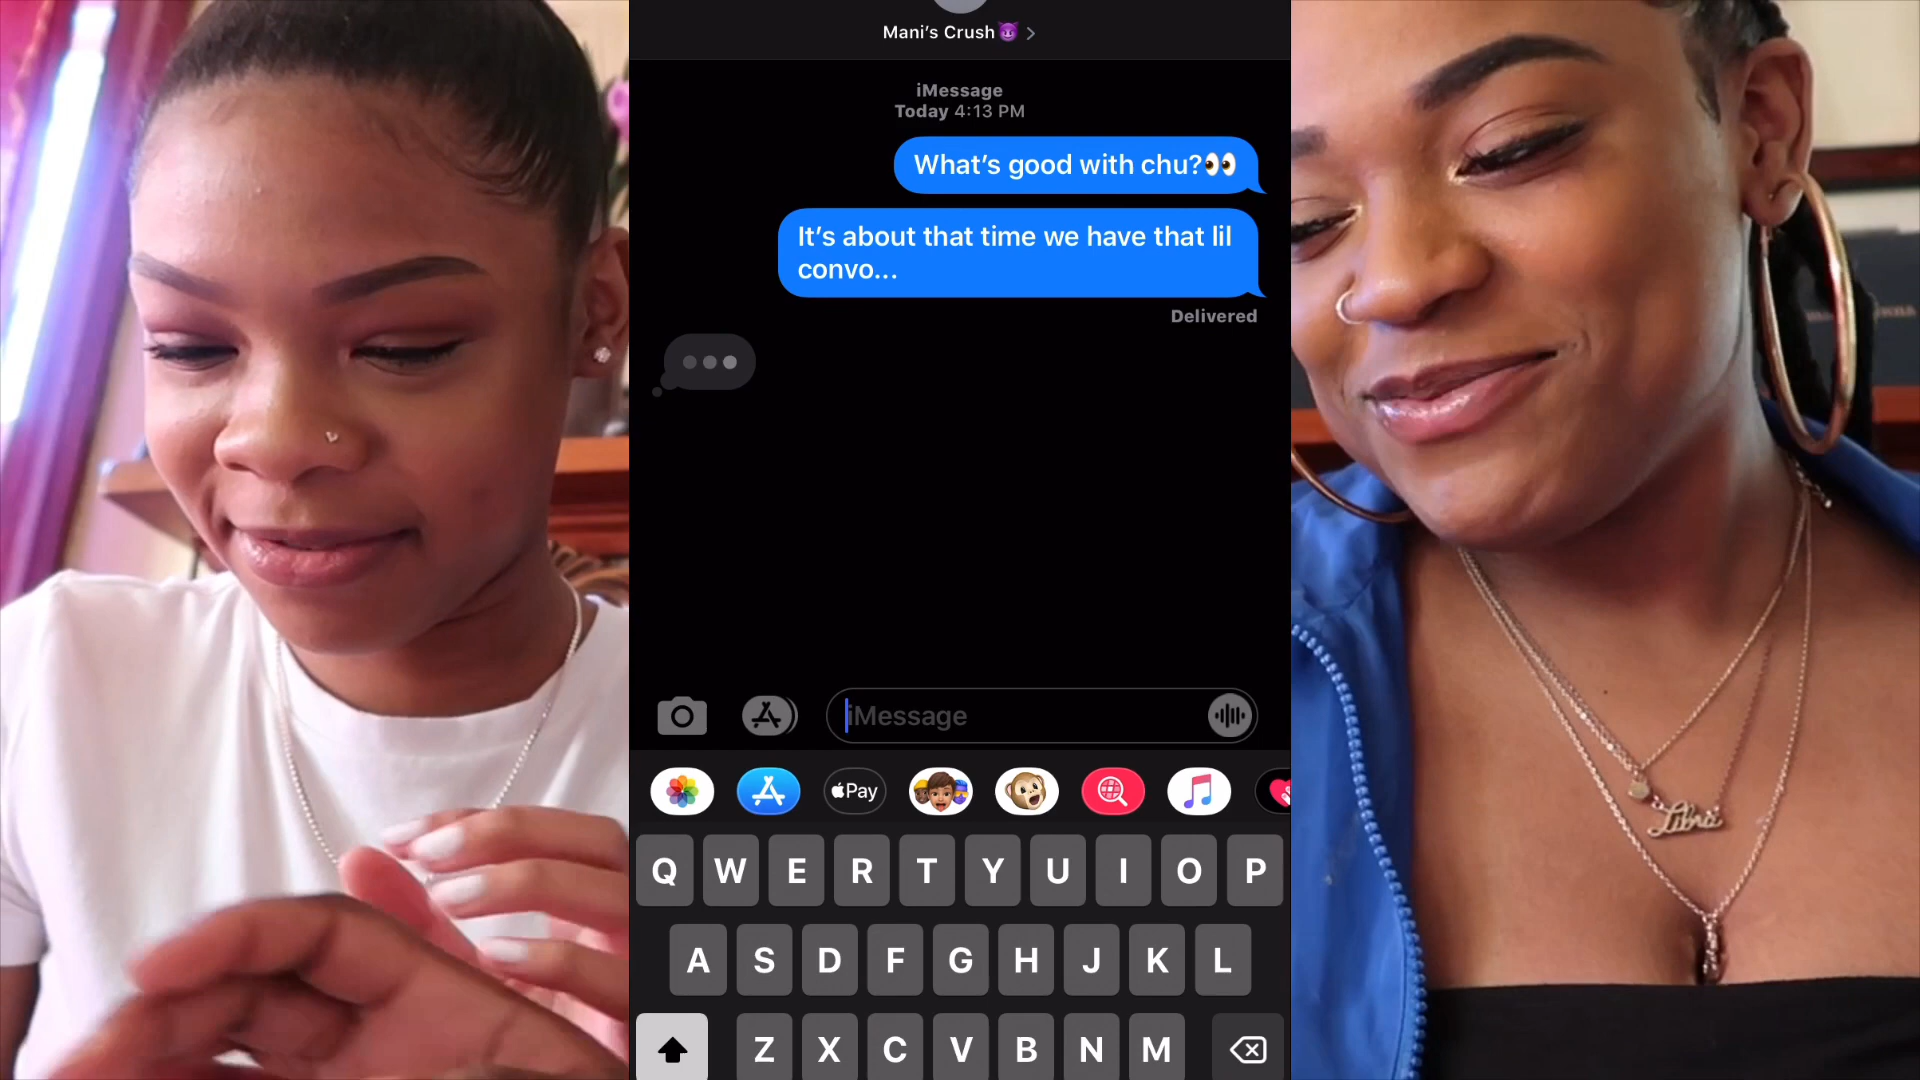 Mani's Crush😈 >
iMessage
Today 4:13 PM
What's good with chu?👀
It's about that time we have that lil
convo...
Delivered
iMessage
Pay
Q W E R T Y U I O P
A S D F G H J K L
Z X C V B N M
Libra